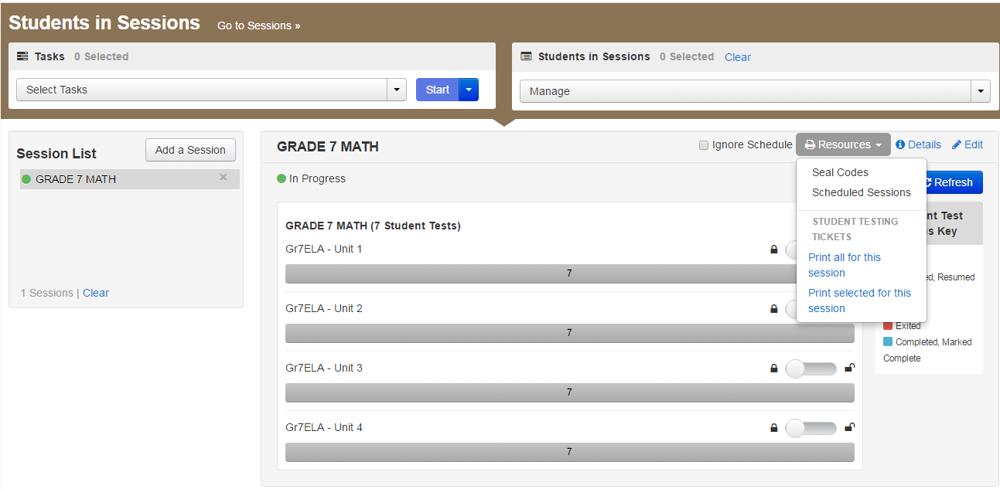 Students in Sessions Go to Sessions »
Tasks 0 Selected
Select Tasks Start
Students in Sessions 0 Selected Clear
Manage
Session List Add a Session
GRADE 7 MATH ×
1 Sessions | Clear
GRADE 7 MATH Ignore Schedule Resources Details Edit
In Progress
Refresh
Seal Codes
Scheduled Sessions
STUDENT TESTING
TICKETS
Print all for this
session
Print selected for this
session
GRADE 7 MATH (7 Student Tests)
Gr7ELA - Unit 1
7
Gr7ELA - Unit 2
7
Gr7ELA - Unit 3
7
Gr7ELA - Unit 4
7
Test
Key
Resumed
Exited
Completed, Marked
Complete